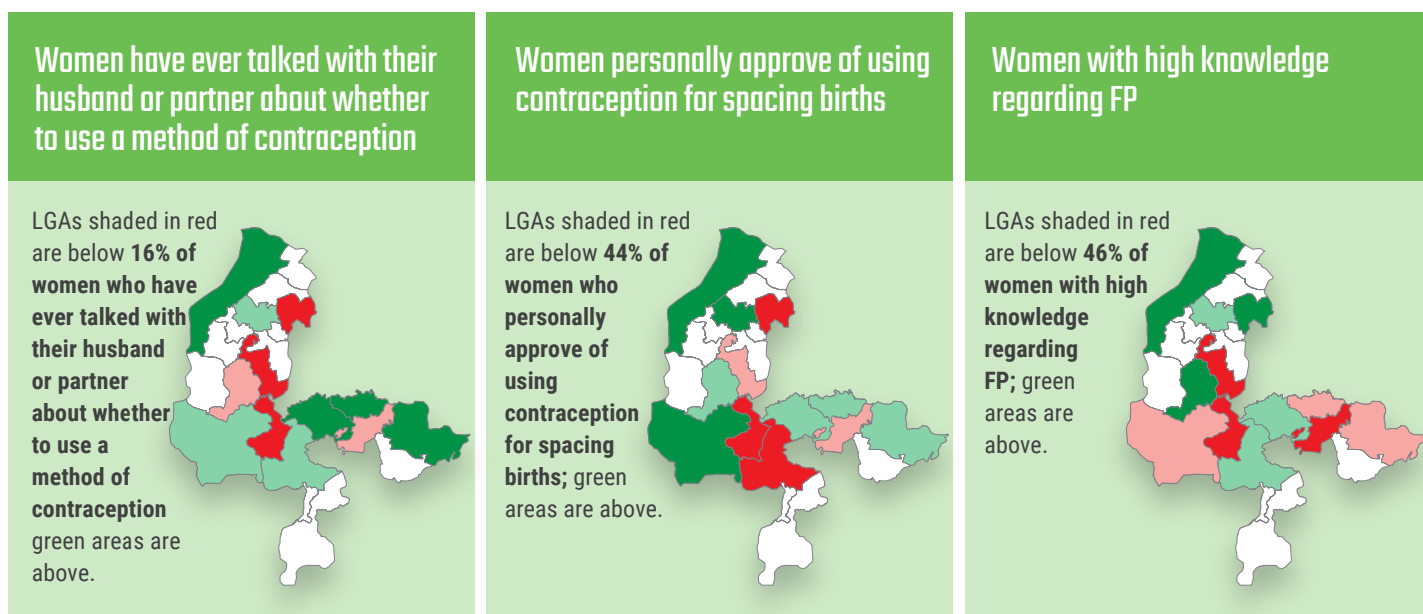 Women have ever talked with their
husband or partner about whether
to use a method of contraception
LGAs shaded in red
are below 16% of
women who have
ever talked with
their husband
or partner
about whether
to use a
method of
contraception
green areas are
above.
Women personally approve of using
contraception for spacing births
LGAs shaded in red
are below 44% of
women who
personally
approve of
using
contraception
for spacing
births; green
areas are above.
Women with high knowledge
regarding FP
LGAs shaded in red
are below 46% of
women with high
knowledge
regarding
FP; green
areas are
above.